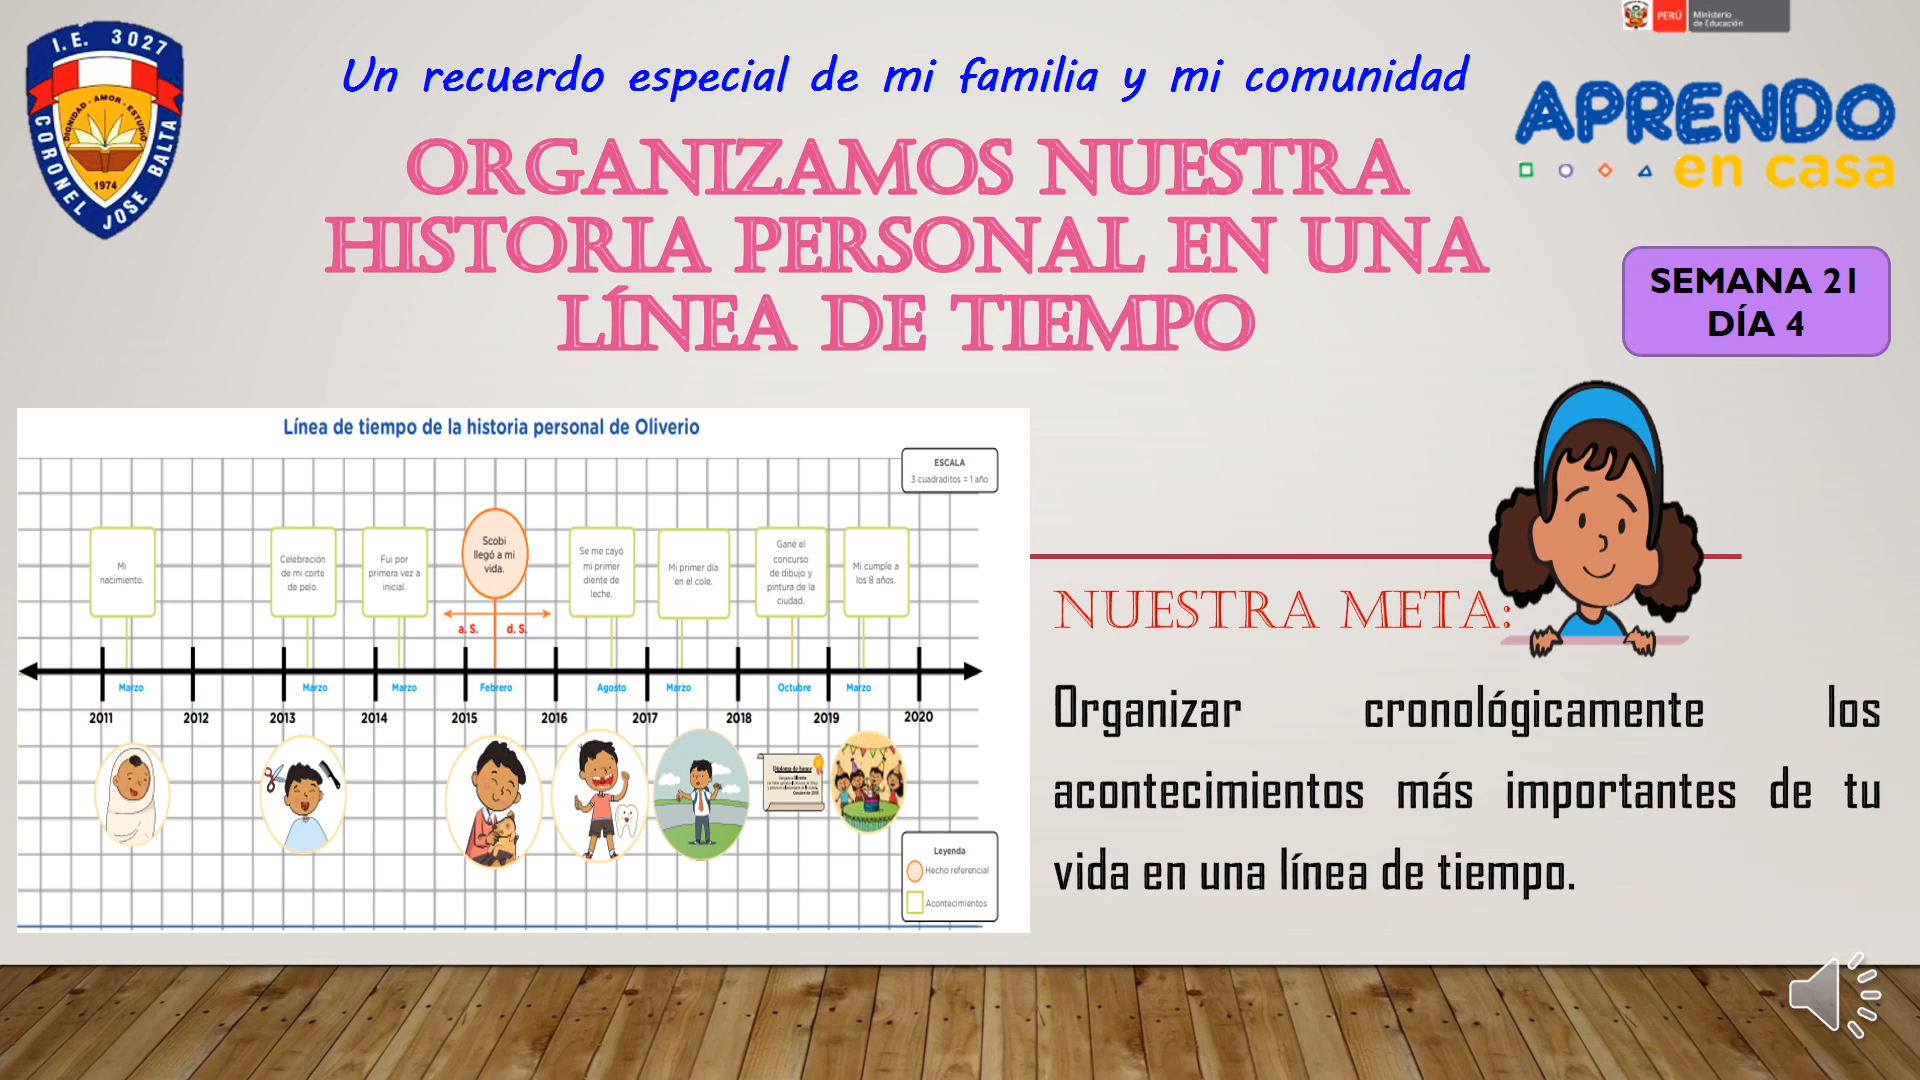 I.E. 3027
DIGNIDAD - AMOR - ESTUDIO
1974
CORONEL JOSE BALTA
PERÚ
Ministerio
de Educación
Un recuerdo especial de mi familia y mi comunidad
APRENDO
en casa
ORGANIZAMOS NUESTRA
HISTORIA PERSONAL EN UNA
LÍNEA DE TIEMPO
SEMANA 21
DÍA 4
Línea de tiempo de la historia personal de Oliverio
ESCALA
3 cuadraditos = 1 año
Mi
nacimiento.
Celebración
de mi corte
de pelo.
Fui por
primera vez a
inicial.
Scobi
llegó a mi
vida.
Se me cayó
mi primer
diente de
leche.
Mi primer día
en el cole.
Gané el
concurso
de dibujo y
pintura de la
ciudad.
Mi cumple a
los 8 años.
a. S.
d. S.
Marzo
Marzo
Marzo
Febrero
Agosto
Marzo
Octubre
Marzo
2011
2012
2013
2014
2015
2016
2017
2018
2019
2020
Diploma de honor
Leyenda
Hecho referencial
Acontecimientos
NUESTRA META:
Organizar cronológicamente los
acontecimientos más importantes de tu
vida en una línea de tiempo.